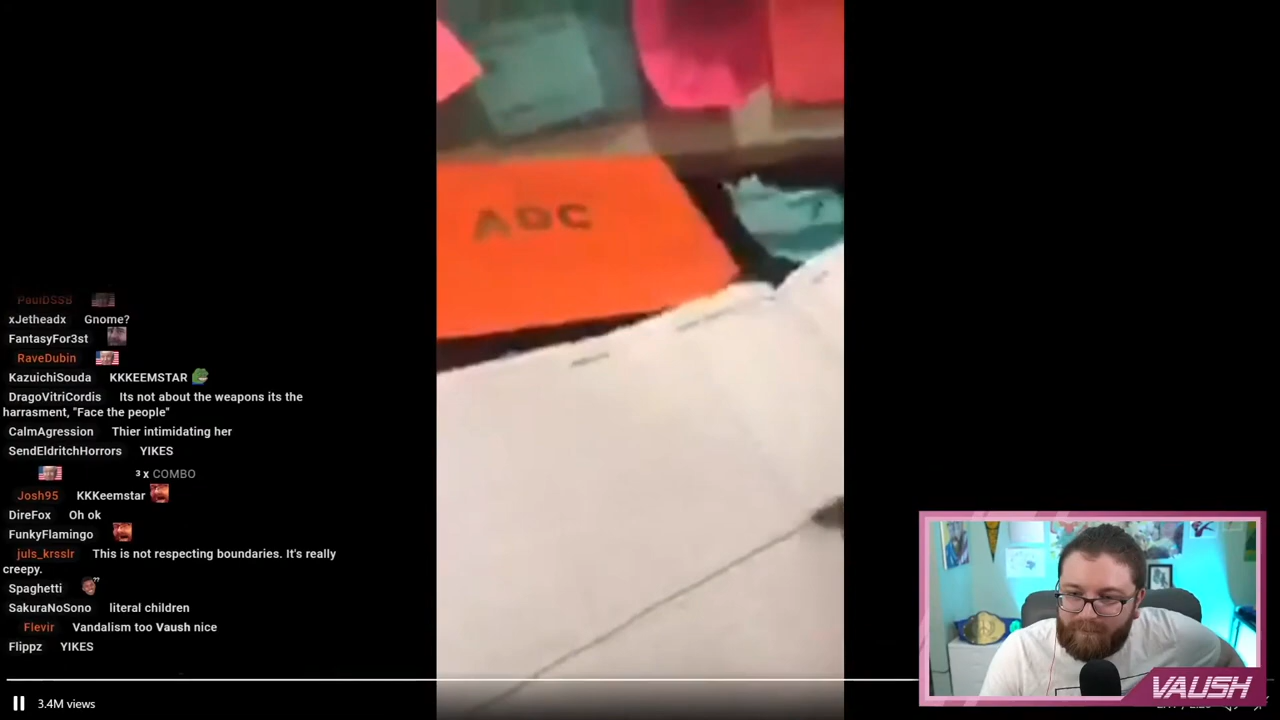 AOC
PaulDSSB
xJetheadx Gnome?
FantasyFor3st
RaveDubin
KazuichiSouda KKKEEMSTAR
DragoVitriCordis Its not about the weapons its the
harrasment, "Face the people"
CalmAgression Thier intimidating her
SendEldritchHorrors YIKES
3 x COMBO
Josh95 KKKeemstar
DireFox Oh ok
FunkyFlamingo
juls_krsslr This is not respecting boundaries. It's really
creepy.
Spaghetti
SakuraNoSono literal children
Flevir Vandalism too Vaush nice
Flippz YIKES
3.4M views
VAUSH